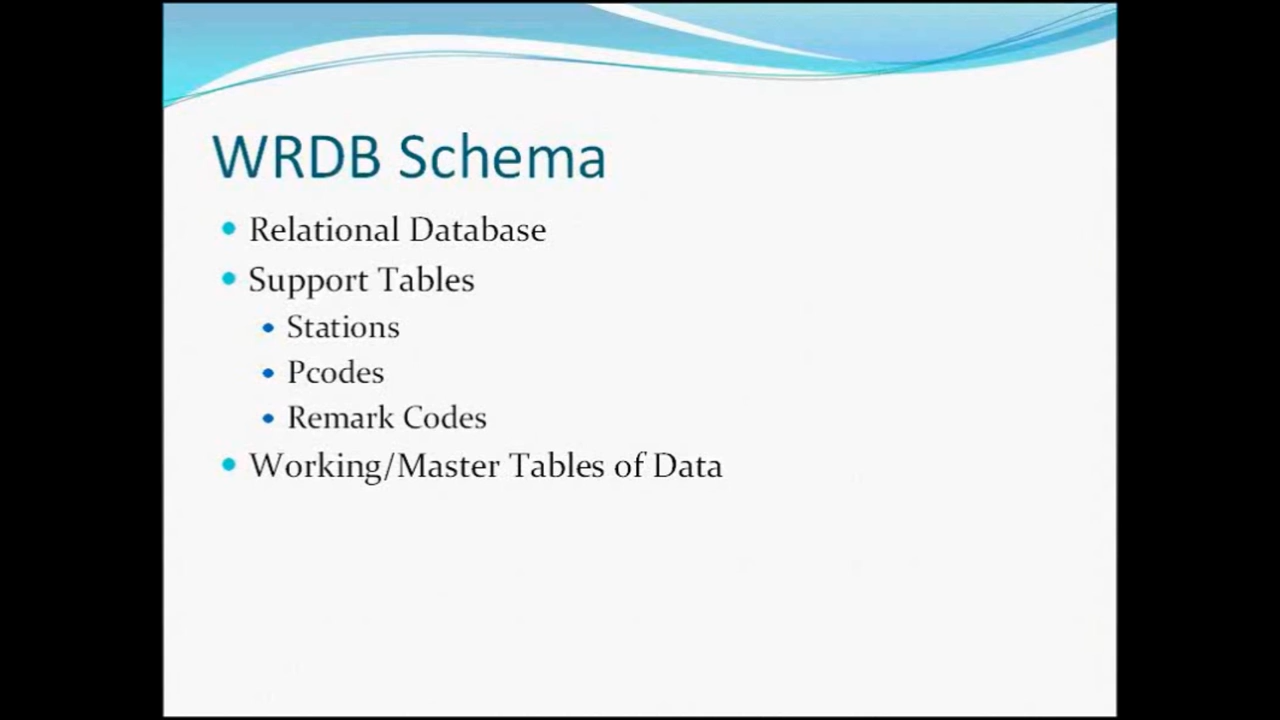 WRDB Schema
Relational Database
Support Tables
Stations
Pcodes
Remark Codes
Working/Master Tables of Data